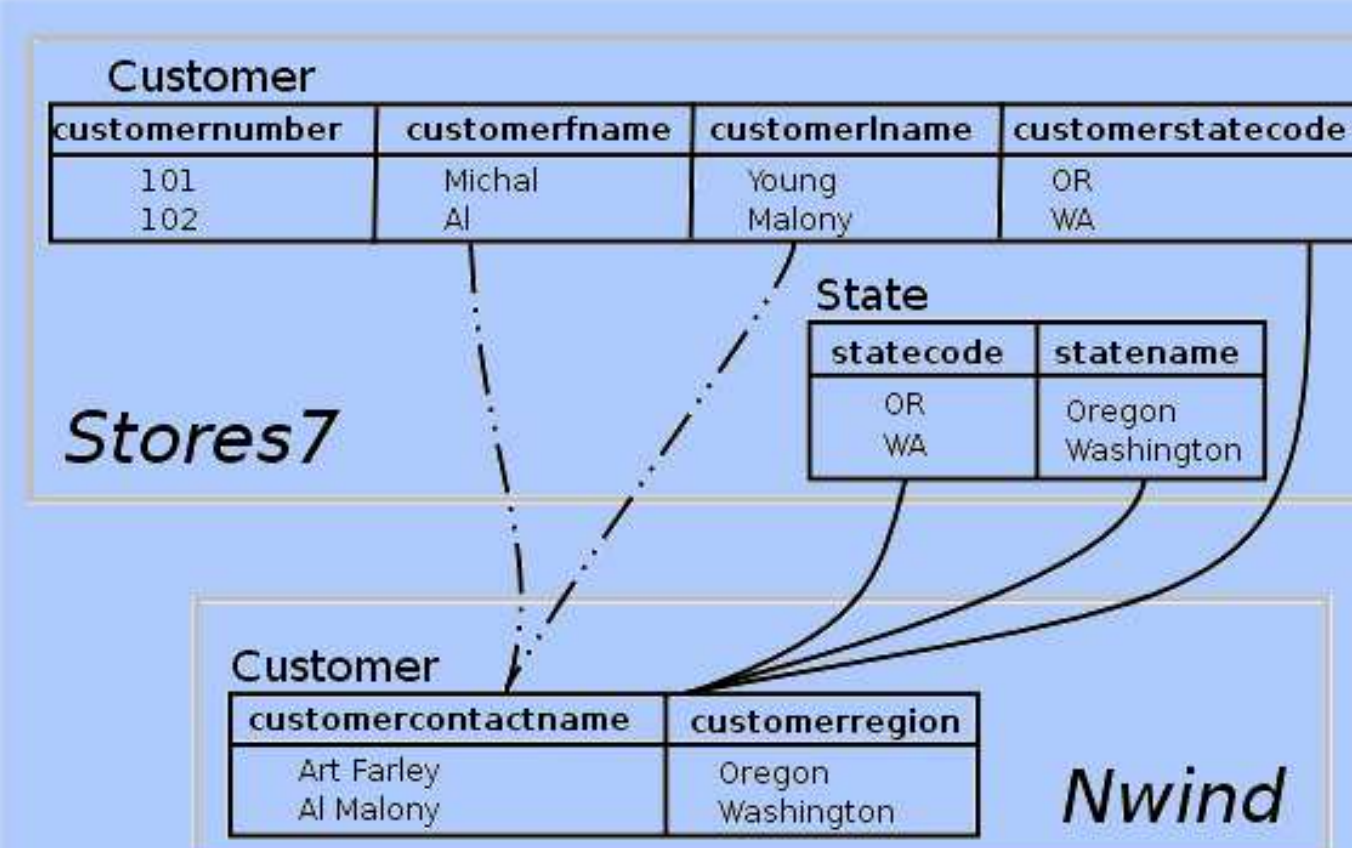 Customer
customernumber customerfname customerlname customerstatecode
101 Michal Young OR
102 Al Malony WA
State
statecode statename
OR Oregon
WA Washington
Stores7
Customer
customercontactname customerregion
Art Farley Oregon
Al Malony Washington
Nwind